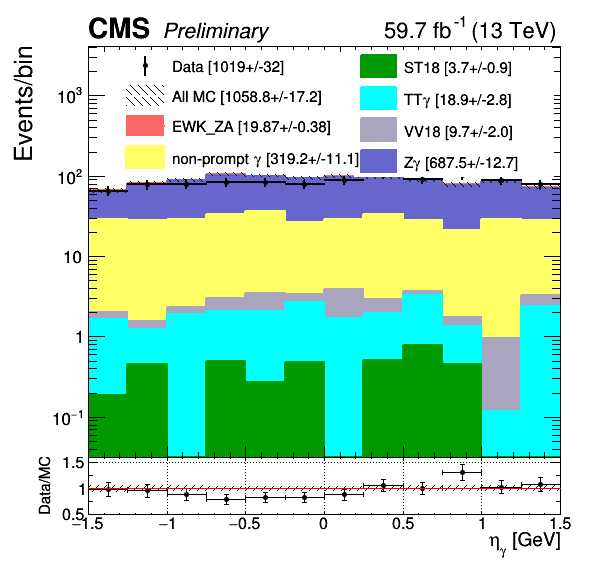 CMS Preliminary 59.7 fb⁻¹ (13 TeV)
Events/bin
Data [1019+/-32]
All MC [1058.8+/-17.2]
EWK_ZA [19.87+/-0.38]
non-prompt γ [319.2+/-11.1]
ST18 [3.7+/-0.9]
TTγ [18.9+/-2.8]
VV18 [9.7+/-2.0]
Zγ [687.5+/-12.7]
10³
10²
10
1
10⁻¹
Data/MC
1.5
1
0.5
−1.5 −1 −0.5 0 0.5 1 1.5
η_γ [GeV]